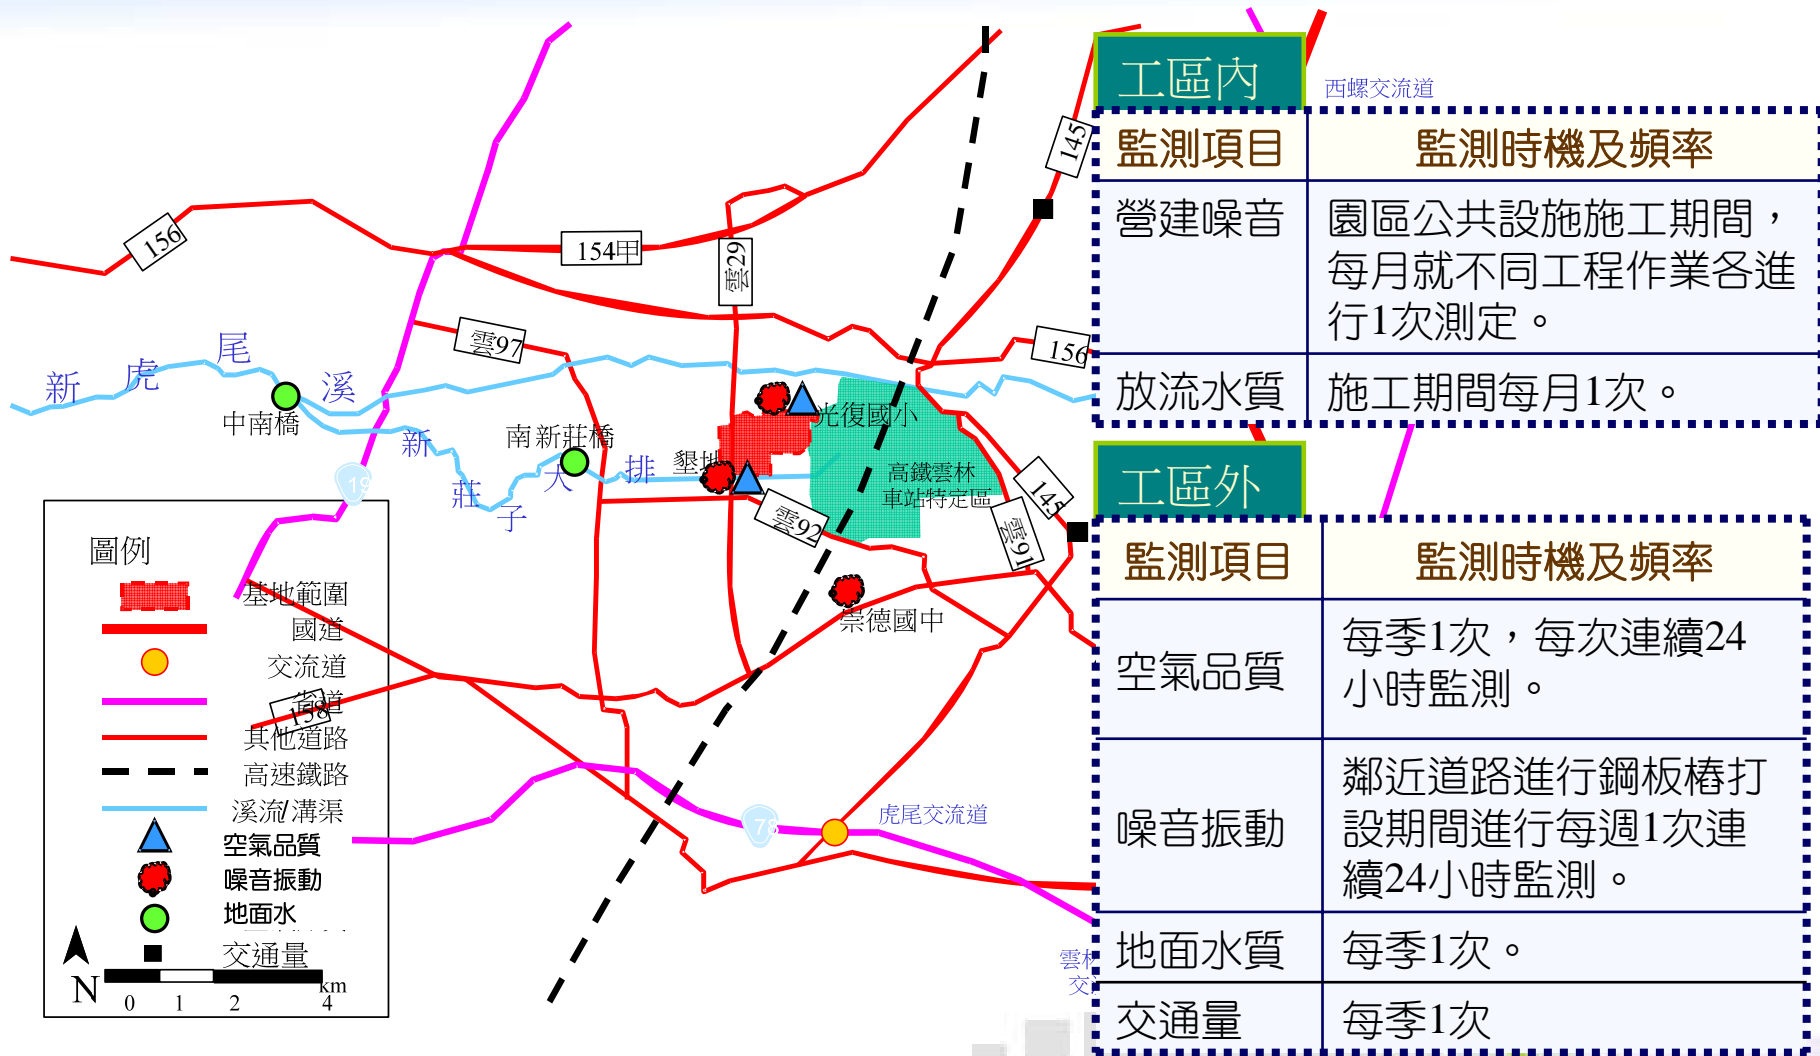 西螺交流道
145
156
154甲
雲29
雲97
156
新虎尾溪
中南橋
南新莊橋
新莊子大排
墾地
光復國小
高鐵雲林
車站特定區
145
雲92
雲91
崇德國中
19
158
78
虎尾交流道
圖例
基地範圍
國道
交流道
省道
其他道路
高速鐵路
溪流/溝渠
空氣品質
噪音振動
地面水
交通量
N
km
0 1 2 4
工區內
監測項目 監測時機及頻率
營建噪音 園區公共設施施工期間，
每月就不同工程作業各進
行1次測定。
放流水質 施工期間每月1次。
工區外
監測項目 監測時機及頻率
空氣品質 每季1次，每次連續24
小時監測。
噪音振動 鄰近道路進行鋼板樁打
設期間進行每週1次連
續24小時監測。
地面水質 每季1次。
交通量 每季1次